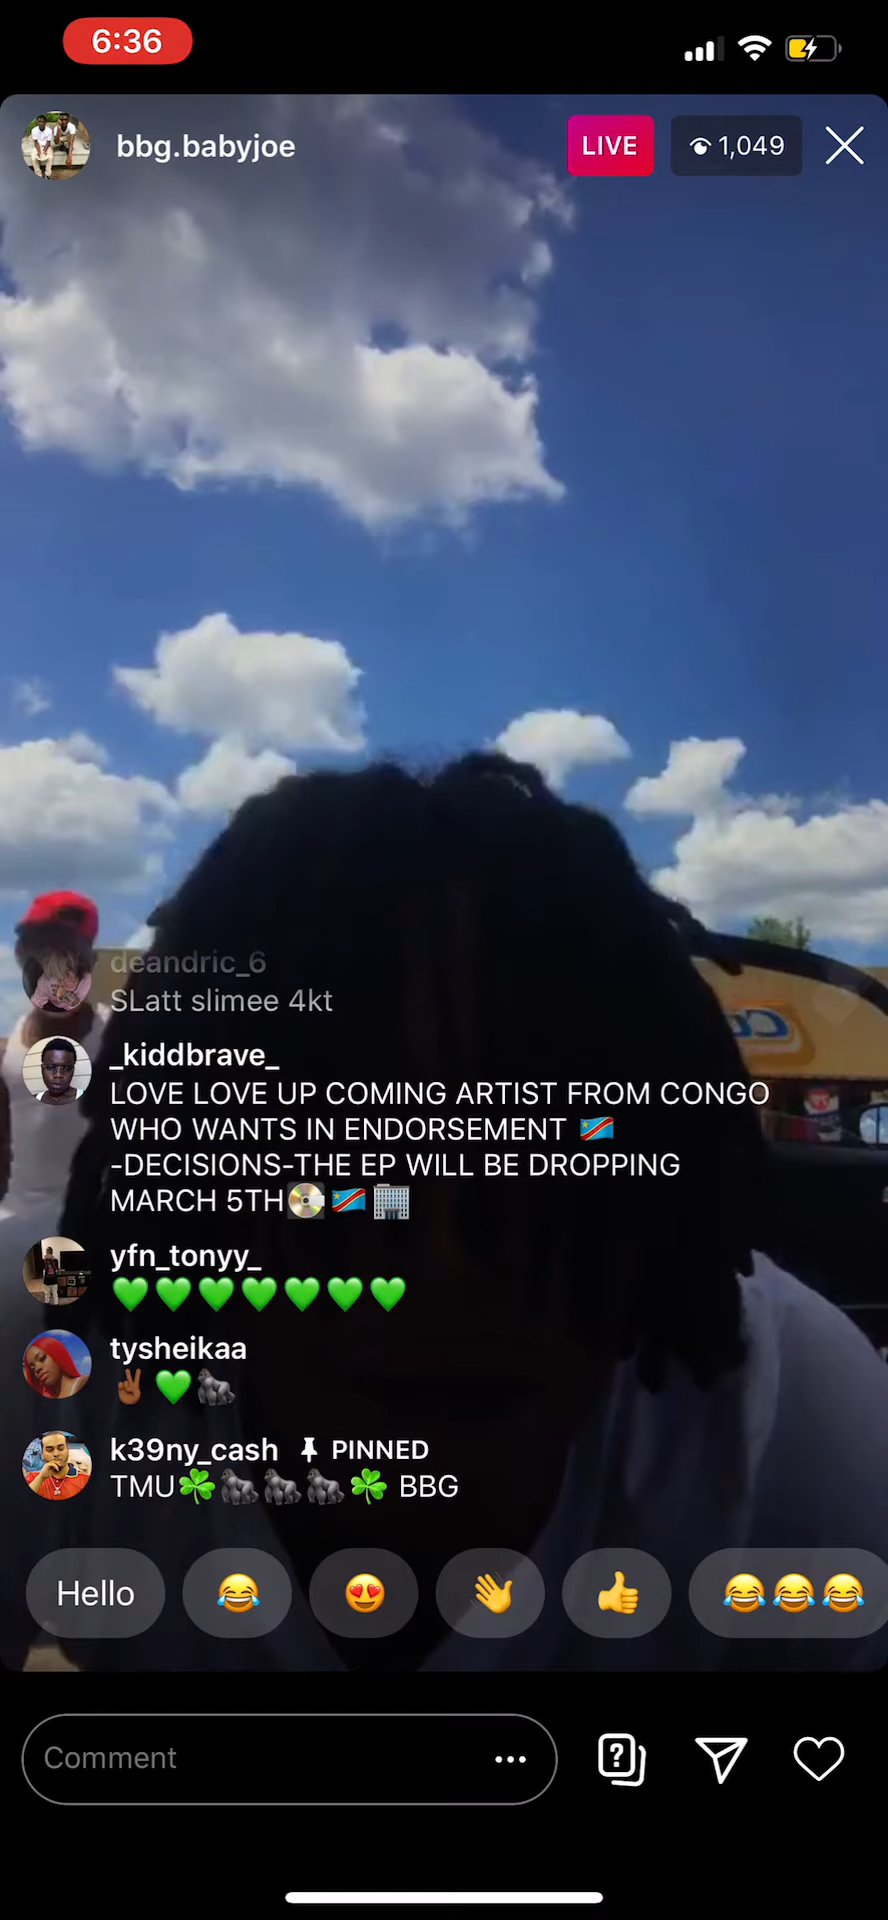 6:36
bbg.babyjoe
LIVE
1,049
deandric_6
SLatt slimee 4kt
_kiddbrave_
LOVE LOVE UP COMING ARTIST FROM CONGO
WHO WANTS IN ENDORSEMENT 🇨🇩
-DECISIONS-THE EP WILL BE DROPPING
MARCH 5TH💽🇨🇩🏢
yfn_tonyy_
💚💚💚💚💚💚💚
tysheikaa
✌🏾💚🦍
k39ny_cash 📌 PINNED
TMU☘️🦍🦍🦍☘️ BBG
Hello 😂 😍 👋 👍 😂😂😂
Comment